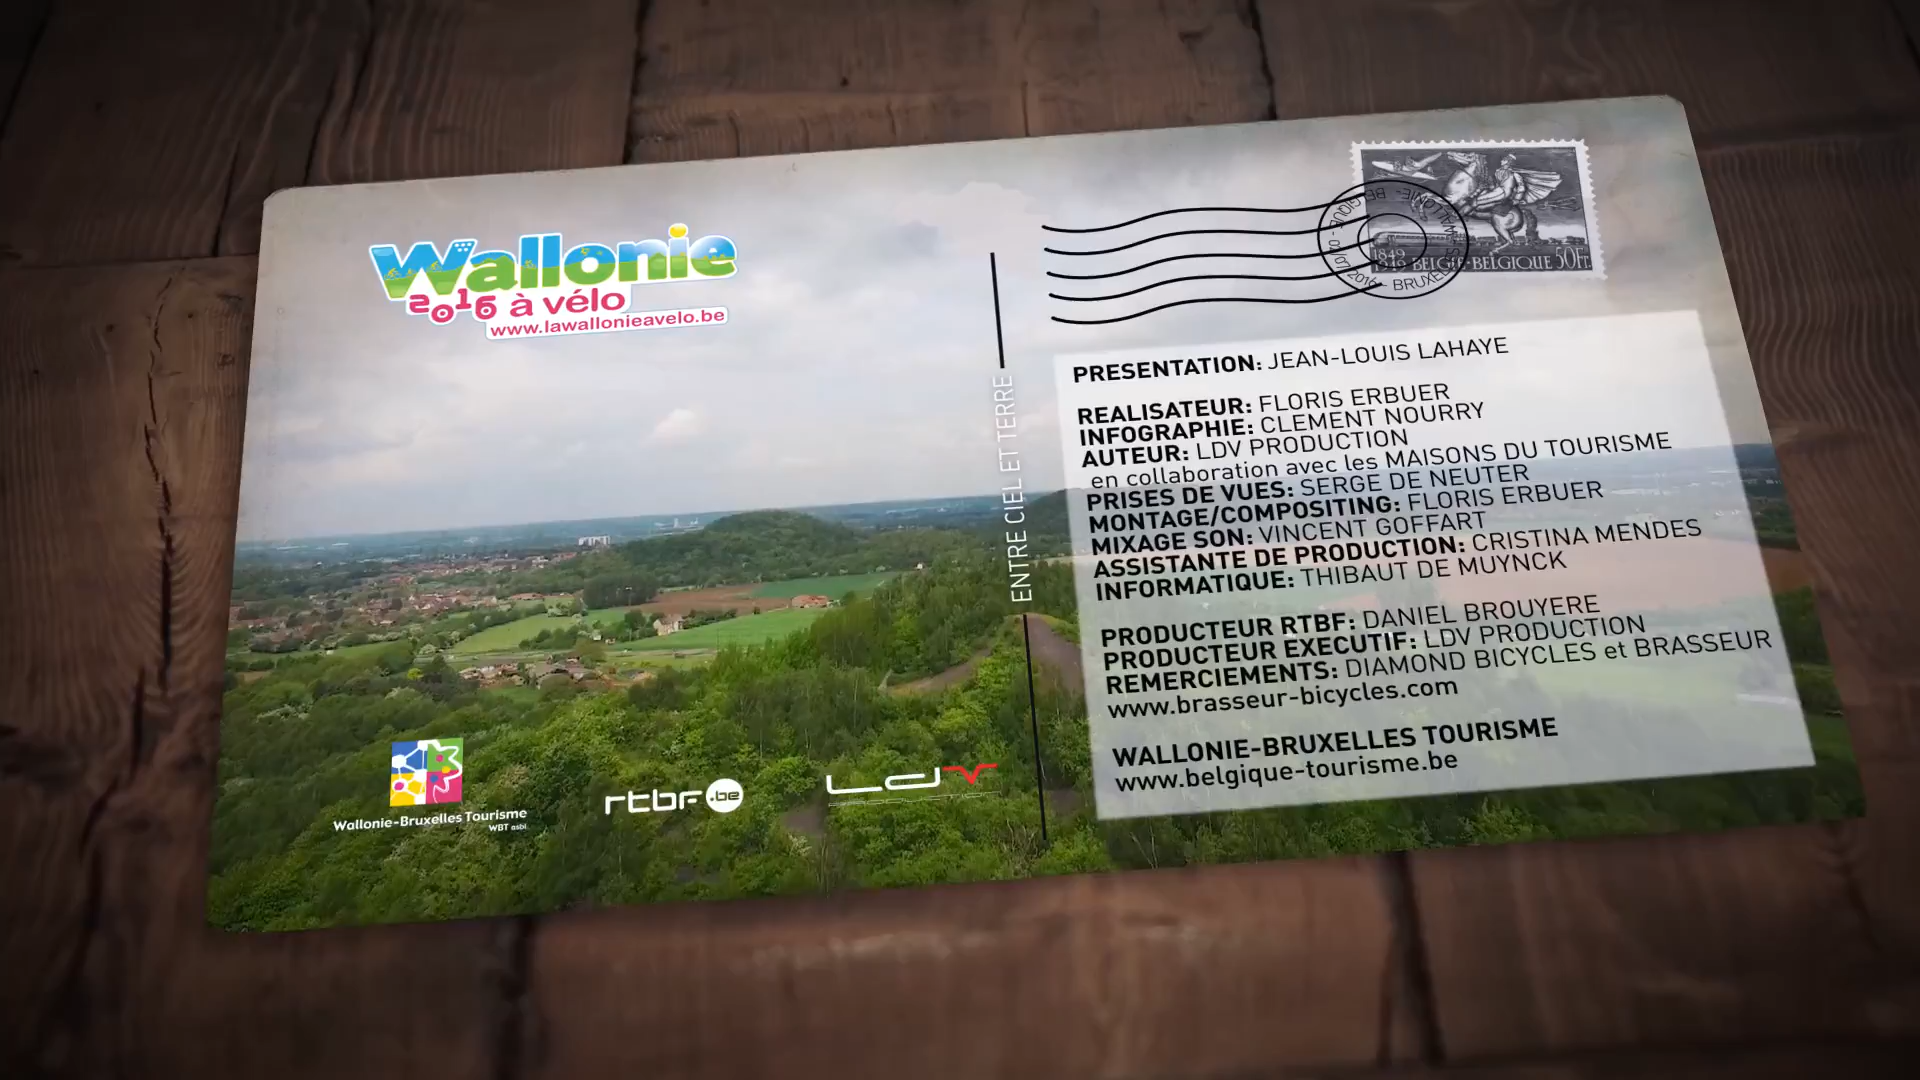 Wallonie
2016 à vélo
www.lawallonieavelo.be
ENTRE CIEL ET TERRE
Wallonie-Bruxelles Tourisme
WBT asbl
rtbf.be
LDV
1849
1949 BELGIE-BELGIQUE 50Fr.
BELGIQUE - WALLONIE - BRUXELLES
PRESENTATION: JEAN-LOUIS LAHAYE
REALISATEUR: FLORIS ERBUER
INFOGRAPHIE: CLEMENT NOURRY
AUTEUR: LDV PRODUCTION
en collaboration avec les MAISONS DU TOURISME
PRISES DE VUES: SERGE DE NEUTER
MONTAGE/COMPOSITING: FLORIS ERBUER
MIXAGE SON: VINCENT GOFFART
ASSISTANTE DE PRODUCTION: CRISTINA MENDES
INFORMATIQUE: THIBAUT DE MUYNCK
PRODUCTEUR RTBF: DANIEL BROUYERE
PRODUCTEUR EXECUTIF: LDV PRODUCTION
REMERCIEMENTS: DIAMOND BICYCLES et BRASSEUR
www.brasseur-bicycles.com
WALLONIE-BRUXELLES TOURISME
www.belgique-tourisme.be